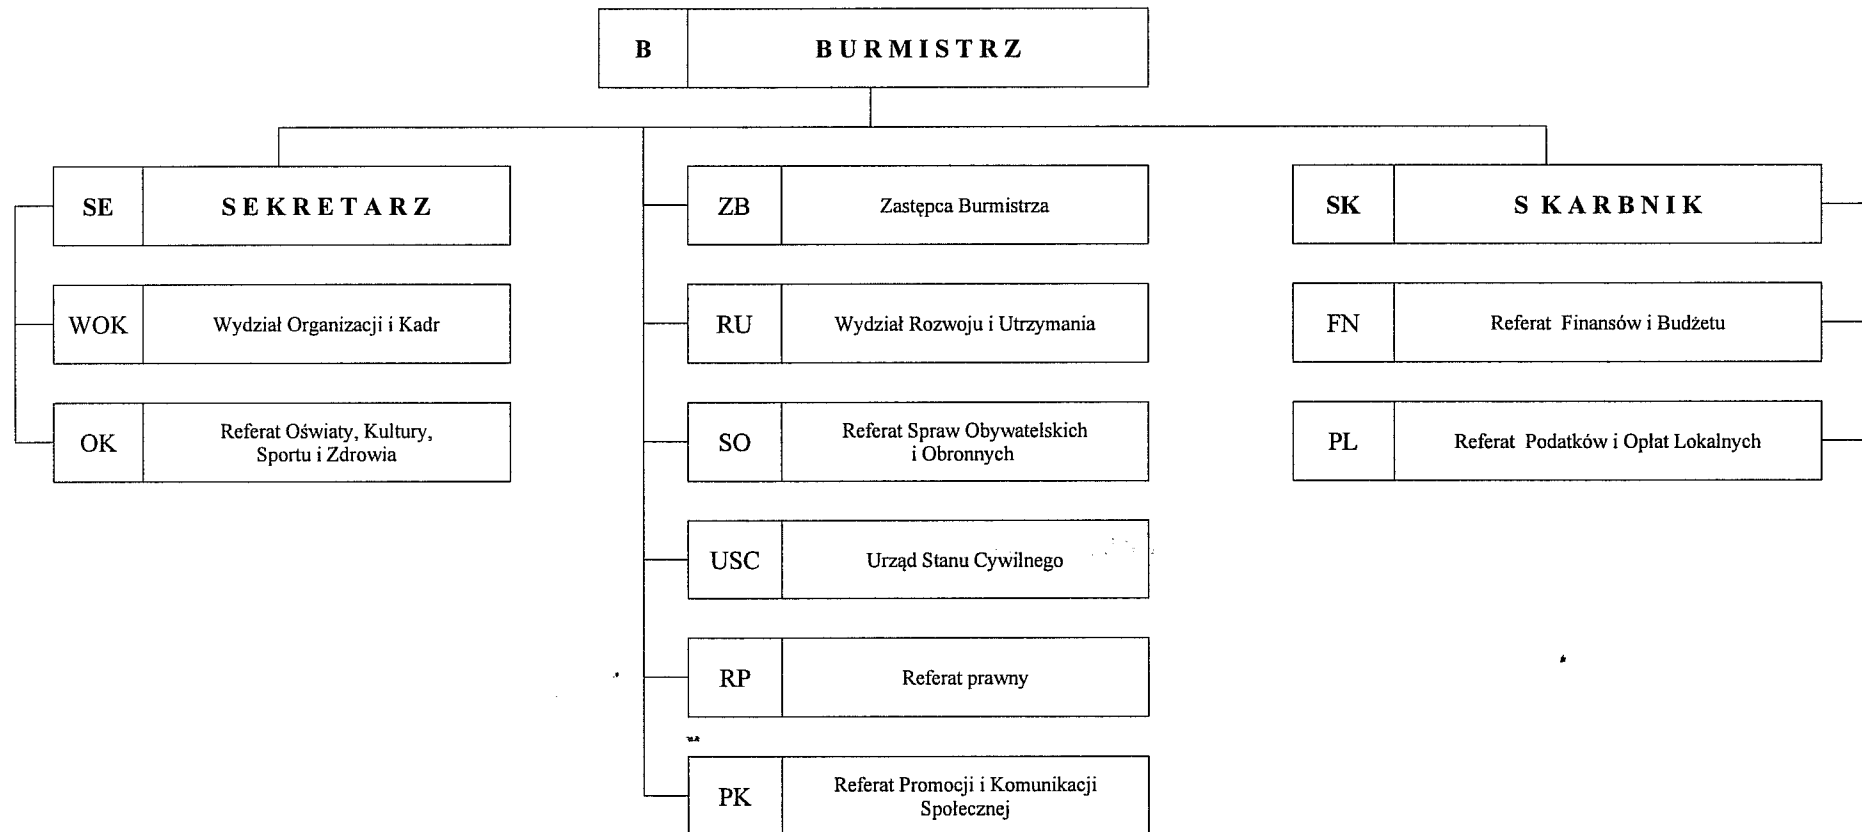 B BURMISTRZ
SE SEKRETARZ
WOK Wydział Organizacji i Kadr
OK Referat Oświaty, Kultury,
Sportu i Zdrowia
ZB Zastępca Burmistrza
RU Wydział Rozwoju i Utrzymania
SO Referat Spraw Obywatelskich
i Obronnych
USC Urząd Stanu Cywilnego
RP Referat prawny
PK Referat Promocji i Komunikacji
Społecznej
SK SKARBNIK
FN Referat Finansów i Budżetu
PL Referat Podatków i Opłat Lokalnych